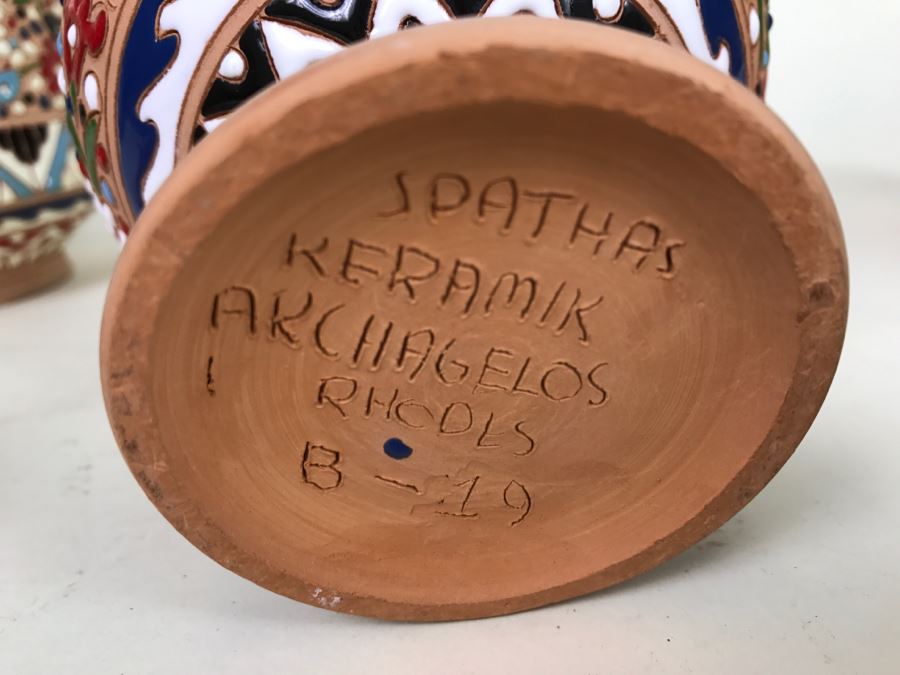 SPATHAS
KERAMIK
ARCHAGELOS
RHODES
B - 19